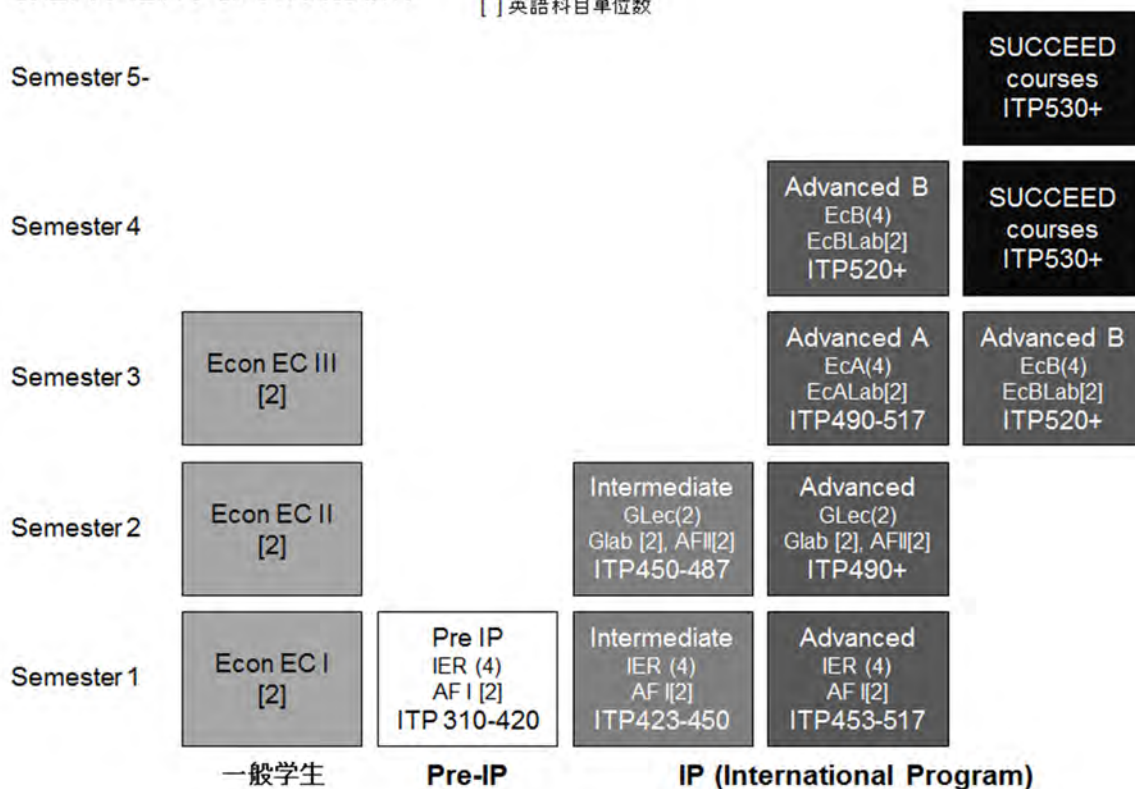 [ ] 英語科目単位数
SUCCEED
courses
ITP530+
Semester 5-
Advanced B
EcB(4)
EcBLab[2]
ITP520+
SUCCEED
courses
ITP530+
Semester 4
Econ EC III
[2]
Advanced A
EcA(4)
EcALab[2]
ITP490-517
Advanced B
EcB(4)
EcBLab[2]
ITP520+
Semester 3
Econ EC II
[2]
Intermediate
GLec(2)
Glab [2], AFII[2]
ITP450-487
Advanced
GLec(2)
Glab [2], AFII[2]
ITP490+
Semester 2
Econ EC I
[2]
Pre IP
IER (4)
AF I [2]
ITP 310-420
Intermediate
IER (4)
AF I[2]
ITP423-450
Advanced
IER (4)
AF I[2]
ITP453-517
Semester 1
一般学生
Pre-IP
IP (International Program)